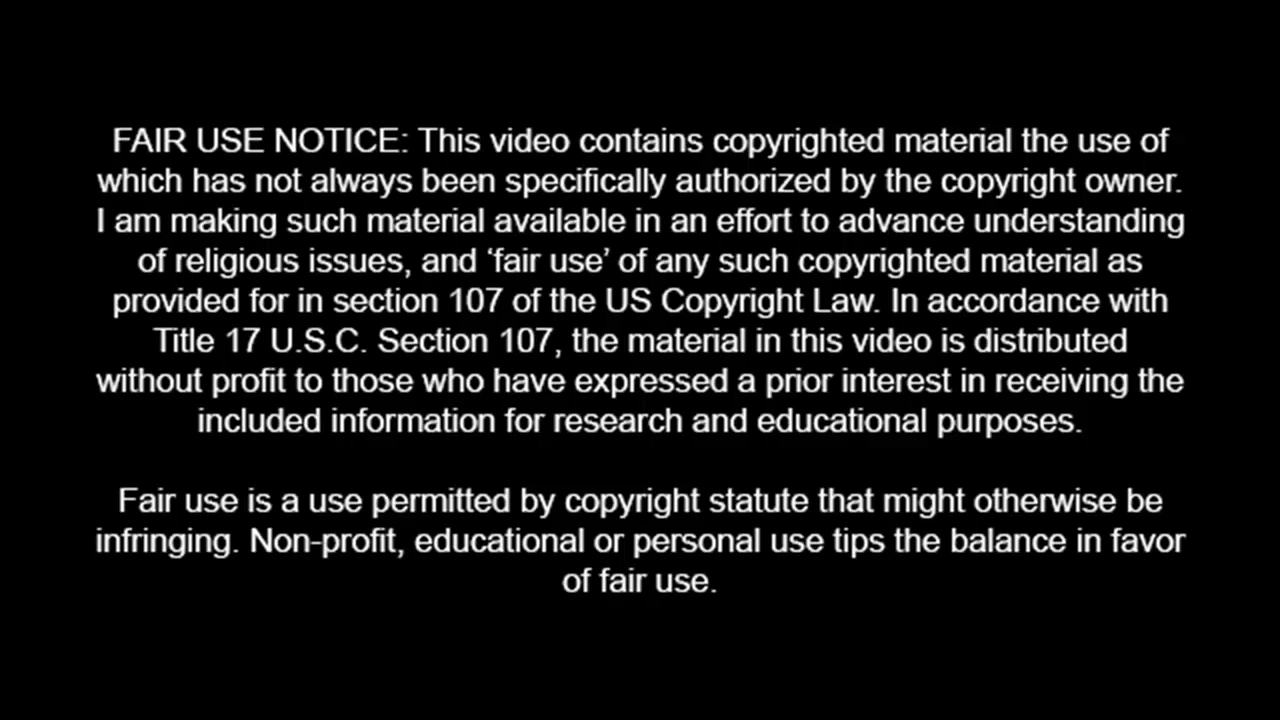 FAIR USE NOTICE: This video contains copyrighted material the use of
which has not always been specifically authorized by the copyright owner.
I am making such material available in an effort to advance understanding
of religious issues, and ‘fair use’ of any such copyrighted material as
provided for in section 107 of the US Copyright Law. In accordance with
Title 17 U.S.C. Section 107, the material in this video is distributed
without profit to those who have expressed a prior interest in receiving the
included information for research and educational purposes.
Fair use is a use permitted by copyright statute that might otherwise be
infringing. Non-profit, educational or personal use tips the balance in favor
of fair use.